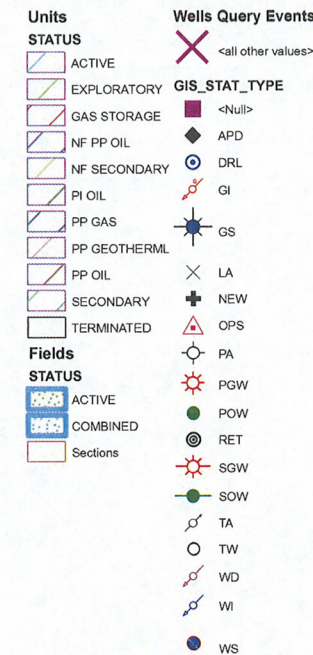 Units
STATUS
ACTIVE
EXPLORATORY
GAS STORAGE
NF PP OIL
NF SECONDARY
PI OIL
PP GAS
PP GEOTHERML
PP OIL
SECONDARY
TERMINATED
Fields
STATUS
ACTIVE
COMBINED
Sections
Wells Query Events
<all other values>
GIS_STAT_TYPE
<Null>
APD
DRL
GI
GS
LA
NEW
OPS
PA
PGW
POW
RET
SGW
SOW
TA
TW
WD
WI
WS